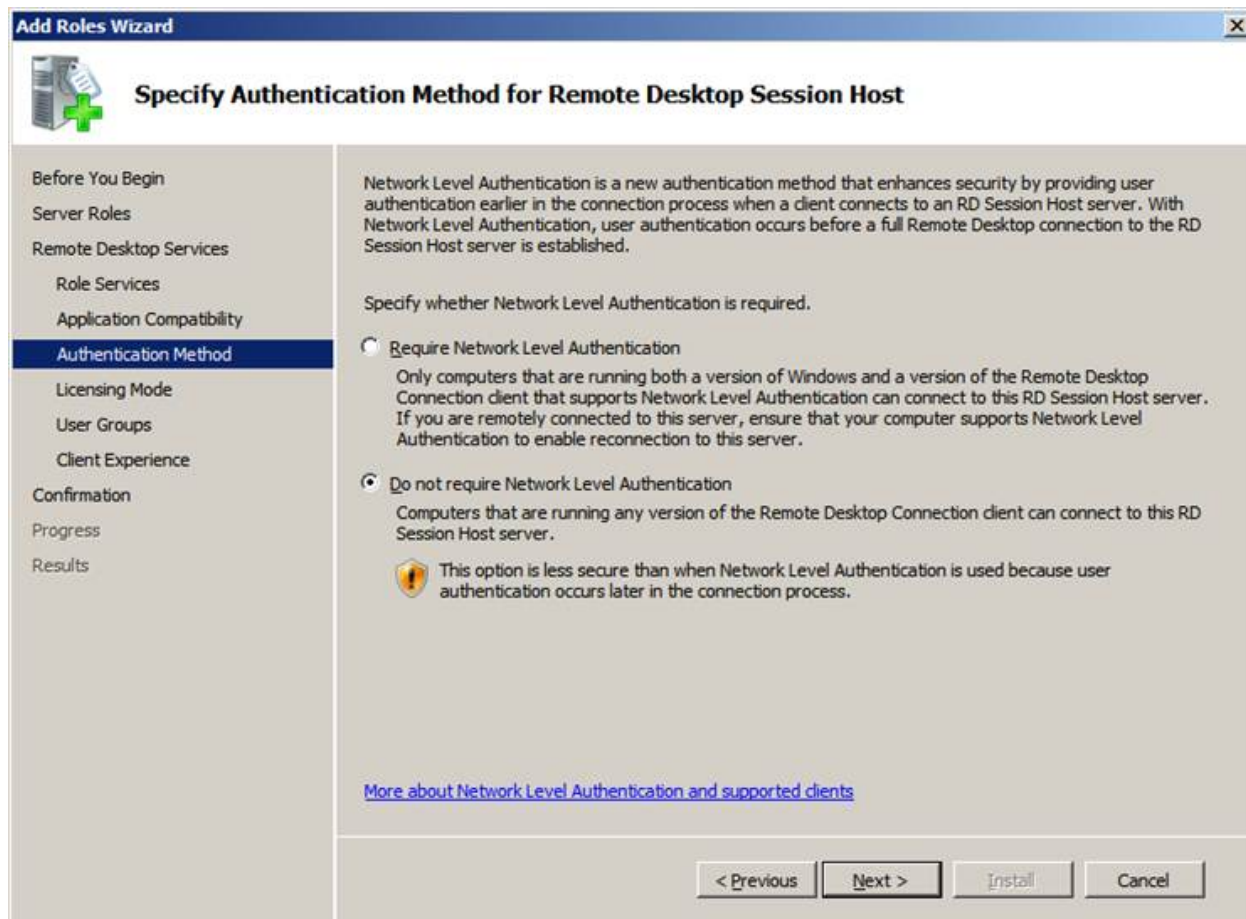 Add Roles Wizard
Specify Authentication Method for Remote Desktop Session Host
Before You Begin
Server Roles
Remote Desktop Services
Role Services
Application Compatibility
Authentication Method
Licensing Mode
User Groups
Client Experience
Confirmation
Progress
Results
Network Level Authentication is a new authentication method that enhances security by providing user
authentication earlier in the connection process when a client connects to an RD Session Host server. With
Network Level Authentication, user authentication occurs before a full Remote Desktop connection to the RD
Session Host server is established.
Specify whether Network Level Authentication is required.
Require Network Level Authentication
Only computers that are running both a version of Windows and a version of the Remote Desktop
Connection client that supports Network Level Authentication can connect to this RD Session Host server.
If you are remotely connected to this server, ensure that your computer supports Network Level
Authentication to enable reconnection to this server.
Do not require Network Level Authentication
Computers that are running any version of the Remote Desktop Connection client can connect to this RD
Session Host server.
This option is less secure than when Network Level Authentication is used because user
authentication occurs later in the connection process.
More about Network Level Authentication and supported clients
< Previous
Next >
Install
Cancel